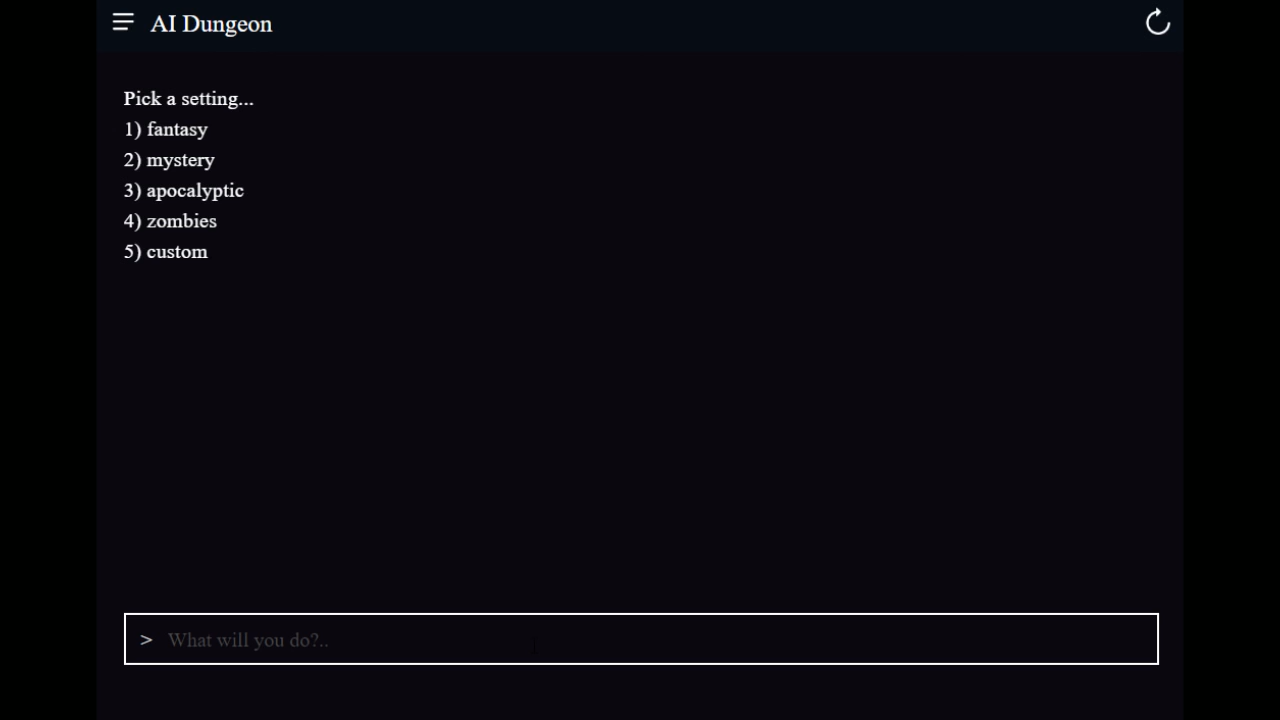 AI Dungeon
Pick a setting...
1) fantasy
2) mystery
3) apocalyptic
4) zombies
5) custom
> What will you do?..